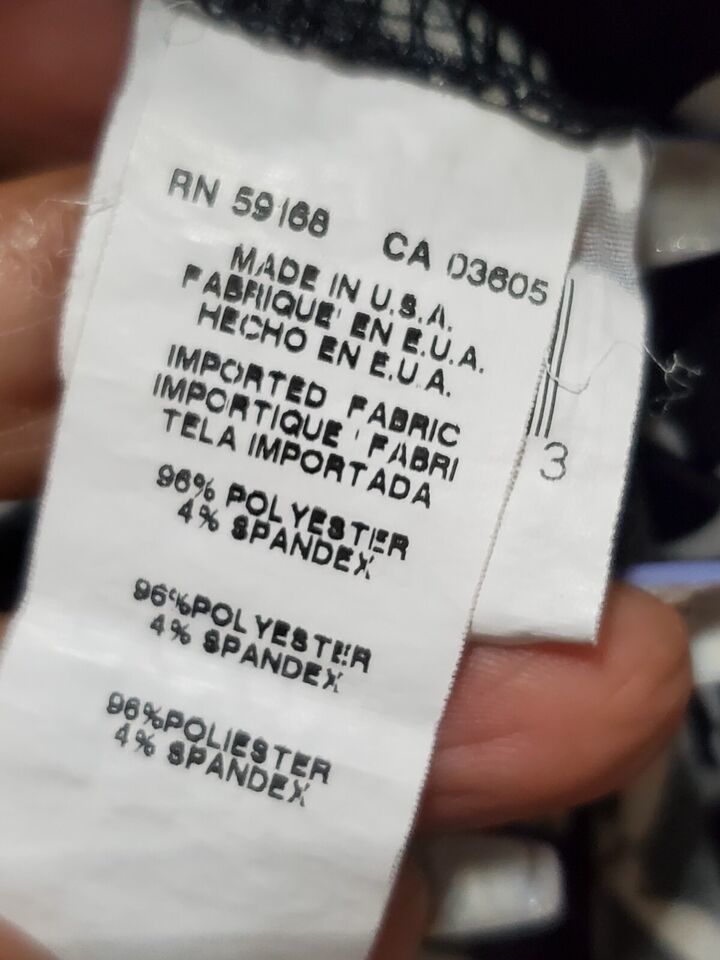 RN 59168 CA 03605
MADE IN U.S.A.
FABRIQUE' EN E.U.A.
HECHO EN E.U.A.
IMPORTED FABRIC
IMPORTIQUE ' FABRI
TELA IMPORTADA
96% POLYESTER
4% SPANDEX
96%POLYESTER
4% SPANDEX
96%POLIESTER
4% SPANDEX
3